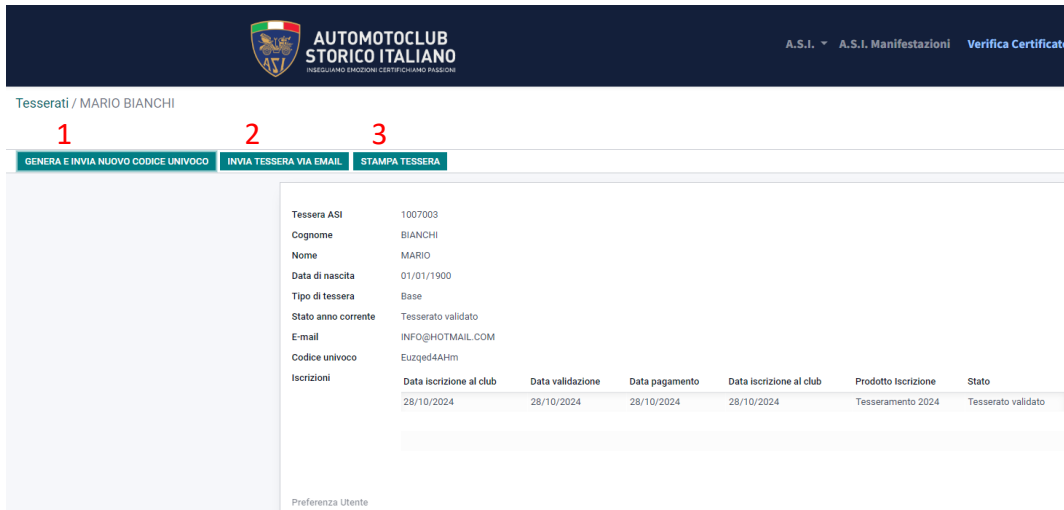 AUTOMOTOCLUB
STORICO ITALIANO
INSEGUIAMO EMOZIONI CERTIFICHIAMO PASSIONI
ASI
A.S.I. A.S.I. Manifestazioni Verifica Certificato
Tesserati / MARIO BIANCHI
1 2 3
GENERA E INVIA NUOVO CODICE UNIVOCO INVIA TESSERA VIA EMAIL STAMPA TESSERA
Tessera ASI 1007003
Cognome BIANCHI
Nome MARIO
Data di nascita 01/01/1900
Tipo di tessera Base
Stato anno corrente Tesserato validato
E-mail INFO@HOTMAIL.COM
Codice univoco Euzqed4AHm
Iscrizioni Data iscrizione al club Data validazione Data pagamento Data iscrizione al club Prodotto Iscrizione Stato
28/10/2024 28/10/2024 28/10/2024 28/10/2024 Tesseramento 2024 Tesserato validato
Preferenza Utente